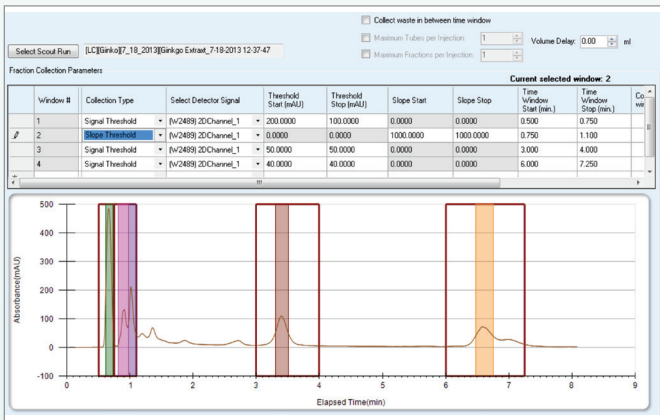 Collect waste in between time window
Maximum Tubes per Injection: 1
Volume Delay: 0.00 ml
Maximum Fractions per Injection: 1
Select Scout Run [LC][Ginko][7_18_2013][Ginkgo Extraxt_7-18-2013 12-37-47
Fraction Collection Parameters
Current selected window: 2
Window # Collection Type Select Detector Signal Threshold Start (mAU) Threshold Stop (mAU) Slope Start Slope Stop Time Window Start (min.) Time Window Stop (min.) Co win
1 Signal Threshold (W2489) 2DChannel_1 200.0000 100.0000 0.0000 0.0000 0.500 0.750
2 Slope Threshold (W2489) 2DChannel_1 0.0000 0.0000 1000.0000 1000.0000 0.750 1.100
3 Signal Threshold (W2489) 2DChannel_1 50.0000 50.0000 0.0000 0.0000 3.000 4.000
4 Signal Threshold (W2489) 2DChannel_1 40.0000 40.0000 0.0000 0.0000 6.000 7.250
500
400
300
200
100
0
-100
Absorbance(mAU)
0 1 2 3 4 5 6 7 8 9
Elapsed Time(min)